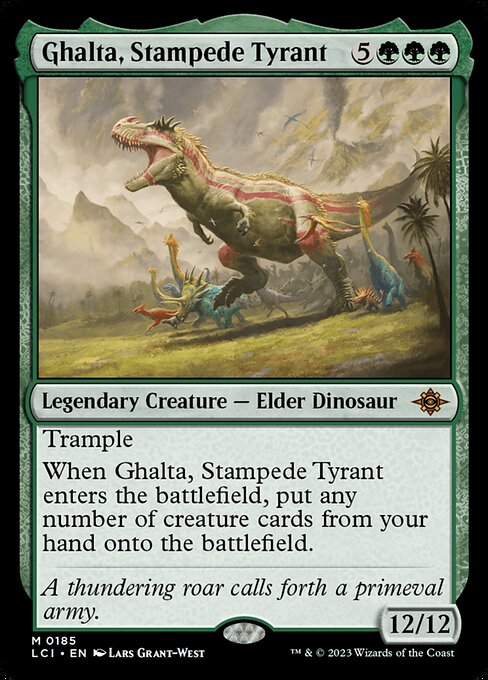 Ghalta, Stampede Tyrant 5
Legendary Creature — Elder Dinosaur
Trample
When Ghalta, Stampede Tyrant
enters the battlefield, put any
number of creature cards from your
hand onto the battlefield.
A thundering roar calls forth a primeval
army.
12/12
M 0185
LCI • EN Lars Grant-West
™ & © 2023 Wizards of the Coast